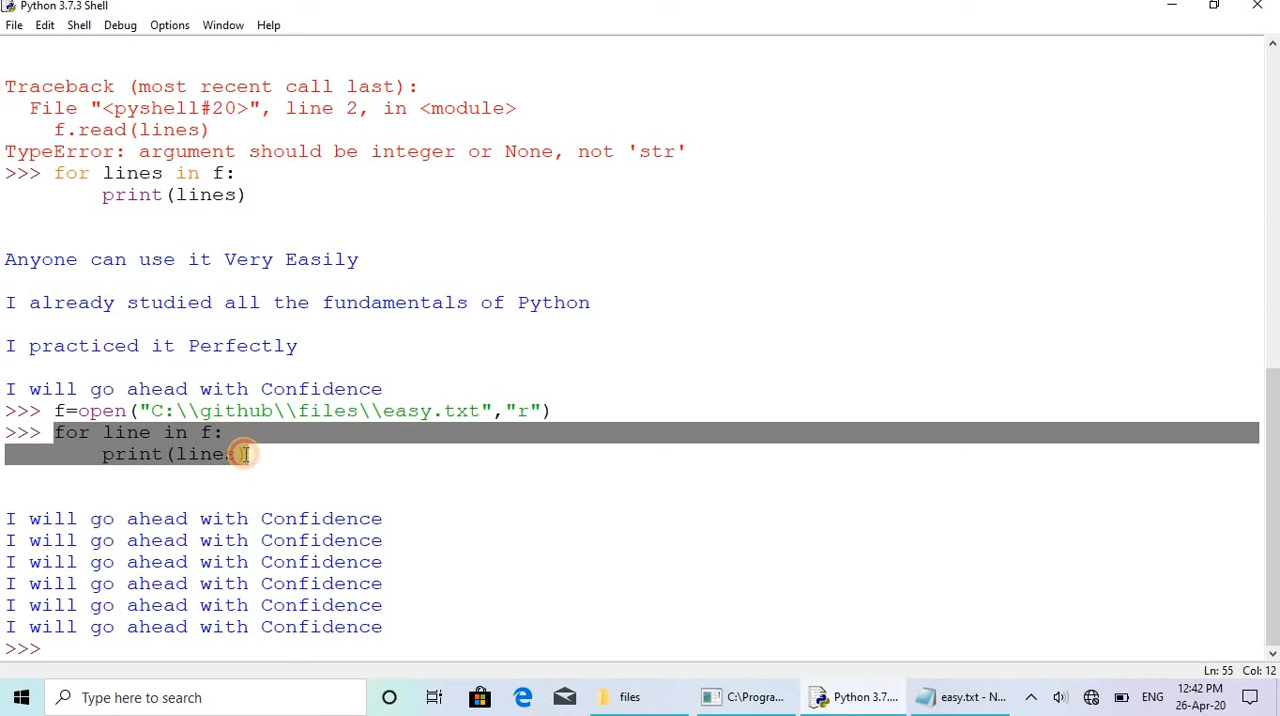 Python 3.7.3 Shell
File Edit Shell Debug Options Window Help
Traceback (most recent call last):
  File "<pyshell#20>", line 2, in <module>
    f.read(lines)
TypeError: argument should be integer or None, not 'str'
>>> for lines in f:
        print(lines)
Anyone can use it Very Easily
I already studied all the fundamentals of Python
I practiced it Perfectly
I will go ahead with Confidence
>>> f=open("C:\\github\\files\\easy.txt","r")
>>> for line in f:
        print(lines)
I will go ahead with Confidence
I will go ahead with Confidence
I will go ahead with Confidence
I will go ahead with Confidence
I will go ahead with Confidence
I will go ahead with Confidence
>>>
Ln: 55 Col: 12
Type here to search
files
C:\Progra...
Python 3.7....
easy.txt - N...
ENG
12:42 PM
26-Apr-20